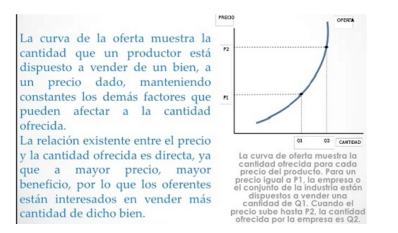 La curva de la oferta muestra la
cantidad que un productor está
dispuesto a vender de un bien, a
un precio dado, manteniendo
constantes los demás factores que
pueden afectar a la cantidad
ofrecida.
La relación existente entre el precio
y la cantidad ofrecida es directa, ya
que a mayor precio, mayor
beneficio, por lo que los oferentes
están interesados en vender más
cantidad de dicho bien.
PRECIO
OFERTA
P2
P1
Q1 Q2 CANTIDAD
La curva de oferta muestra la
cantidad ofrecida para cada
precio del producto. Para un
precio igual a P1, la empresa o
el conjunto de la industria están
dispuestos a vender una
cantidad de Q1. Cuando el
precio sube hasta P2, la cantidad
ofrecida por la empresa es Q2.